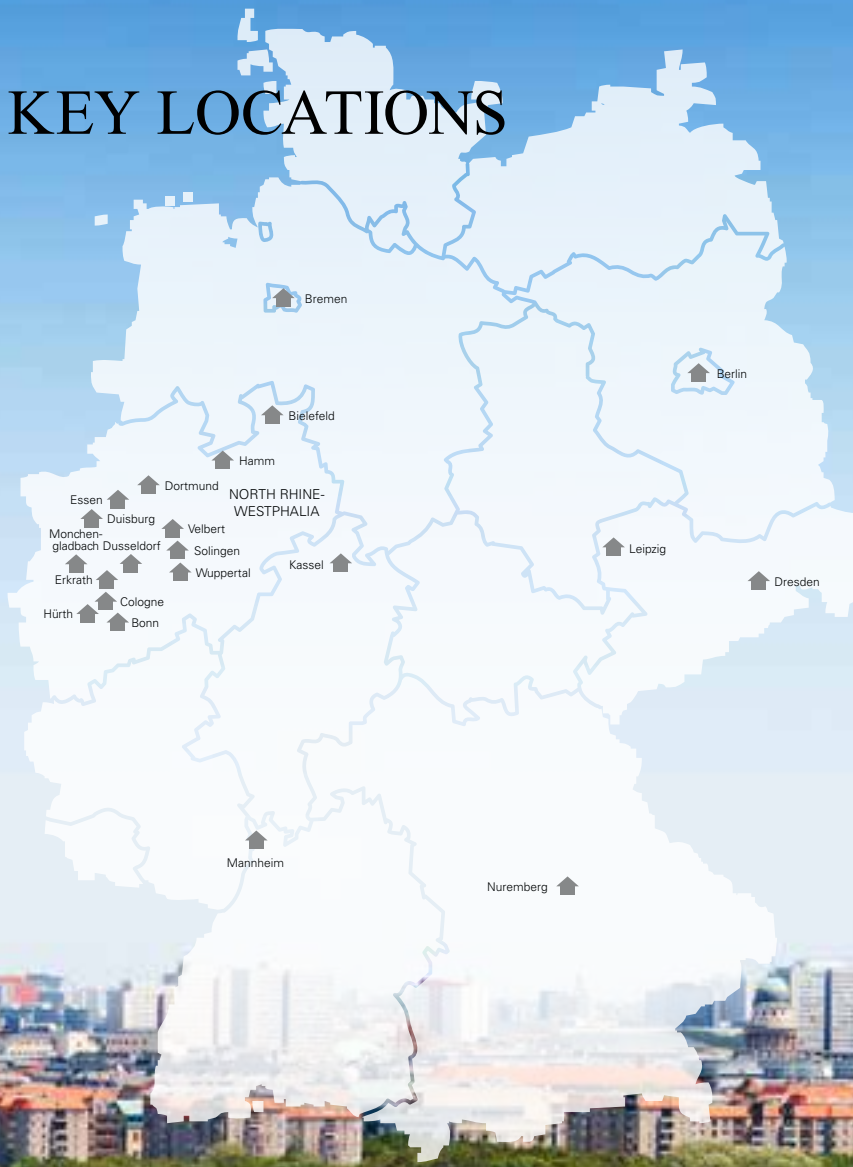 KEY LOCATIONS
Bremen
Berlin
Bielefeld
Hamm
Dortmund
NORTH RHINE-
WESTPHALIA
Essen
Duisburg
Velbert
Monchen-
gladbach
Dusseldorf
Solingen
Leipzig
Kassel
Wuppertal
Erkrath
Dresden
Cologne
Hürth
Bonn
Mannheim
Nuremberg